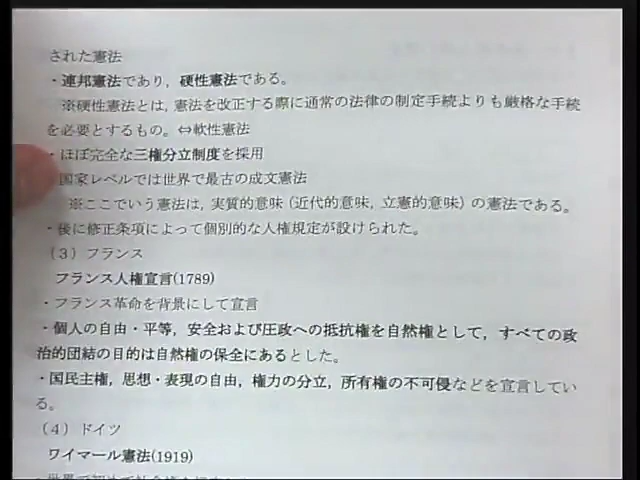 された憲法
・連邦憲法であり，硬性憲法である。
※硬性憲法とは，憲法を改正する際に通常の法律の制定手続よりも厳格な手続
を必要とするもの。⇔軟性憲法
・ほぼ完全な三権分立制度を採用
国家レベルでは世界で最古の成文憲法
※ここでいう憲法は，実質的意味（近代的意味，立憲的意味）の憲法である。
・後に修正条項によって個別的な人権規定が設けられた。
（3）フランス
フランス人権宣言(1789)
・フランス革命を背景にして宣言
・個人の自由・平等，安全および圧政への抵抗権を自然権として，すべての政
治的団結の目的は自然権の保全にあるとした。
・国民主権，思想・表現の自由，権力の分立，所有権の不可侵などを宣言してい
る。
（4）ドイツ
ワイマール憲法(1919)